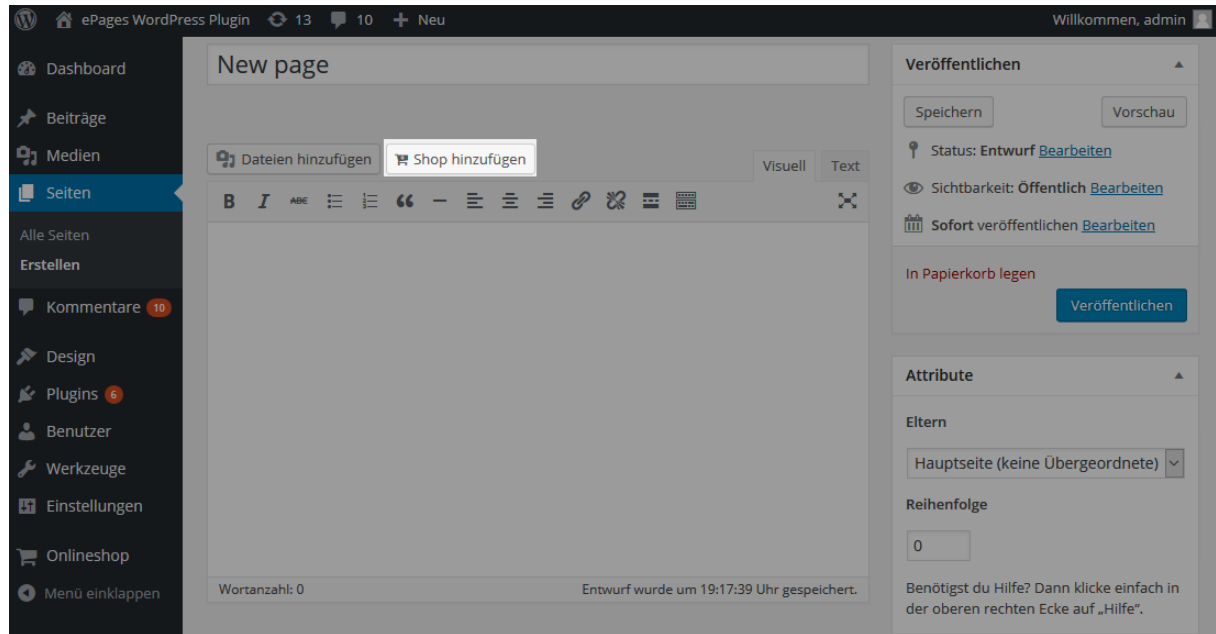 ePages WordPress Plugin 13 10 + Neu Willkommen, admin
Dashboard
Beiträge
Medien
Seiten
Alle Seiten
Erstellen
Kommentare 10
Design
Plugins 6
Benutzer
Werkzeuge
Einstellungen
Onlineshop
Menü einklappen
New page
Dateien hinzufügen Shop hinzufügen Visuell Text
B I ABE
Wortanzahl: 0 Entwurf wurde um 19:17:39 Uhr gespeichert.
Veröffentlichen
Speichern Vorschau
Status: Entwurf Bearbeiten
Sichtbarkeit: Öffentlich Bearbeiten
Sofort veröffentlichen Bearbeiten
In Papierkorb legen
Veröffentlichen
Attribute
Eltern
Hauptseite (keine Übergeordnete)
Reihenfolge
0
Benötigst du Hilfe? Dann klicke einfach in
der oberen rechten Ecke auf „Hilfe“.